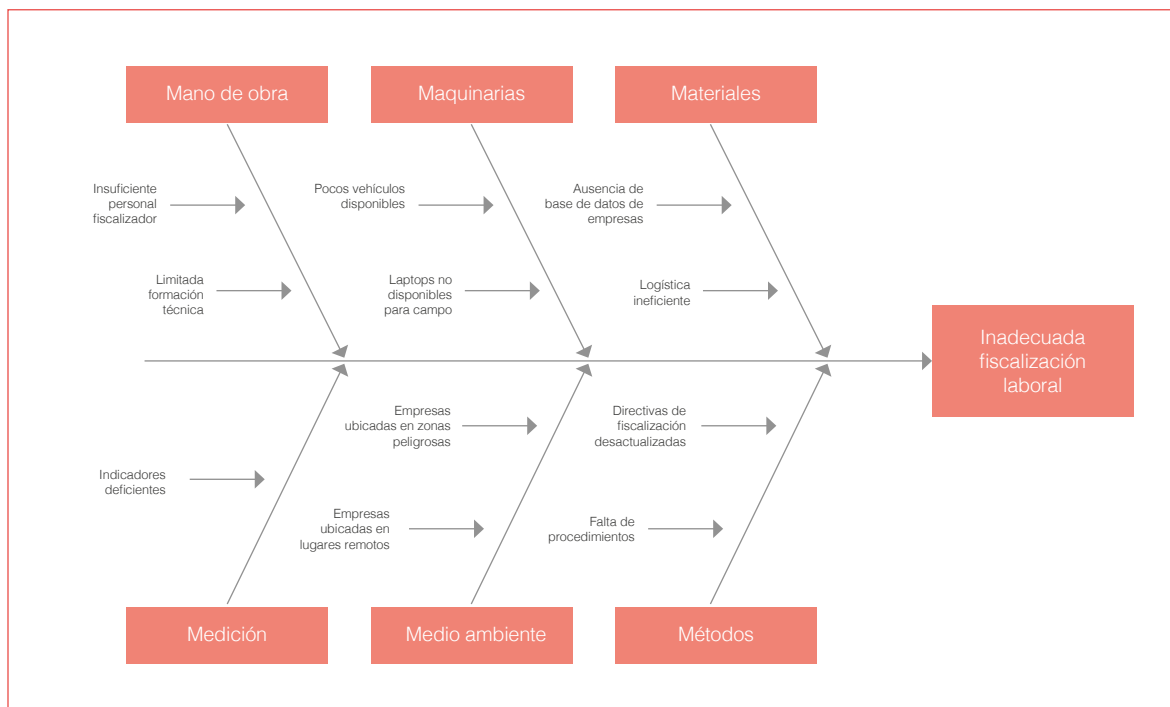 Mano de obra
Maquinarias
Materiales
Insuficiente
personal
fiscalizador
Pocos vehículos
disponibles
Ausencia de
base de datos de
empresas
Limitada
formación
técnica
Laptops no
disponibles
para campo
Logística
ineficiente
Inadecuada
fiscalización
laboral
Empresas
ubicadas en zonas
peligrosas
Directivas de
fiscalización
desactualizadas
Indicadores
deficientes
Empresas
ubicadas en
lugares remotos
Falta de
procedimientos
Medición
Medio ambiente
Métodos